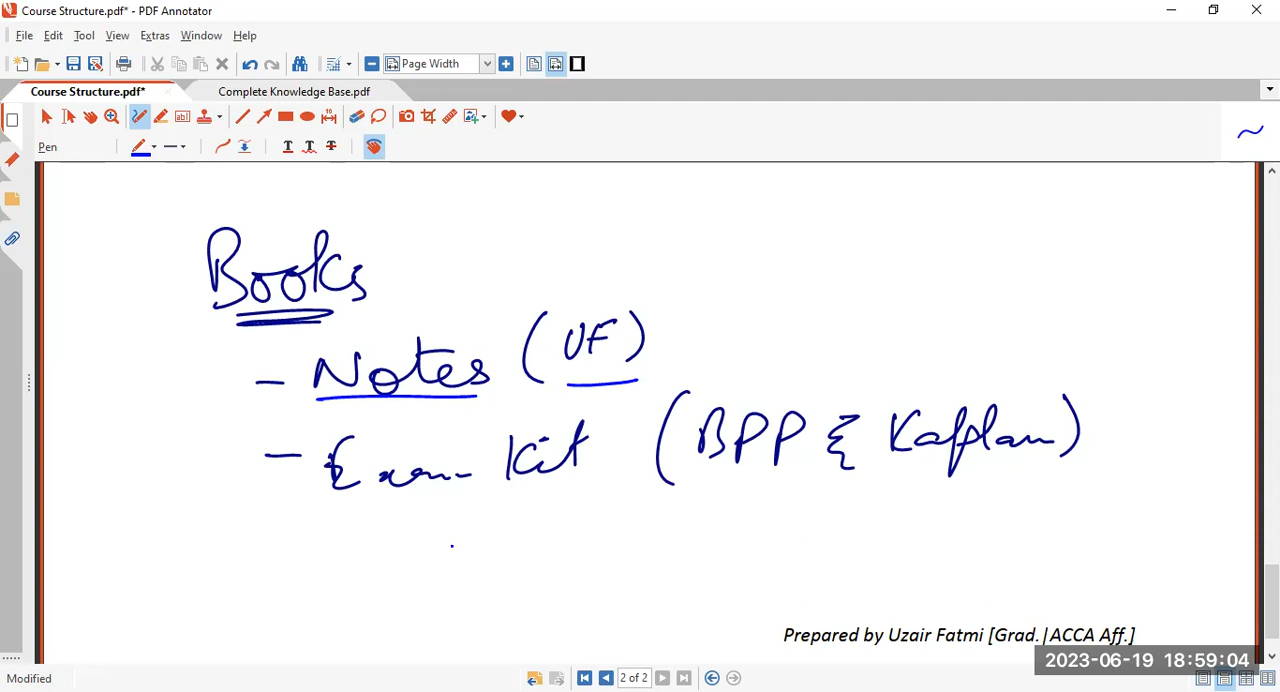 Course Structure.pdf* - PDF Annotator
File Edit Tool View Extras Window Help
Page Width
Course Structure.pdf* Complete Knowledge Base.pdf
Pen
Books
- Notes (UF)
- Exam Kit (BPP & Kaplan)
Prepared by Uzair Fatmi [Grad.|ACCA Aff.]
2023-06-19 18:59:04
Modified 2 of 2